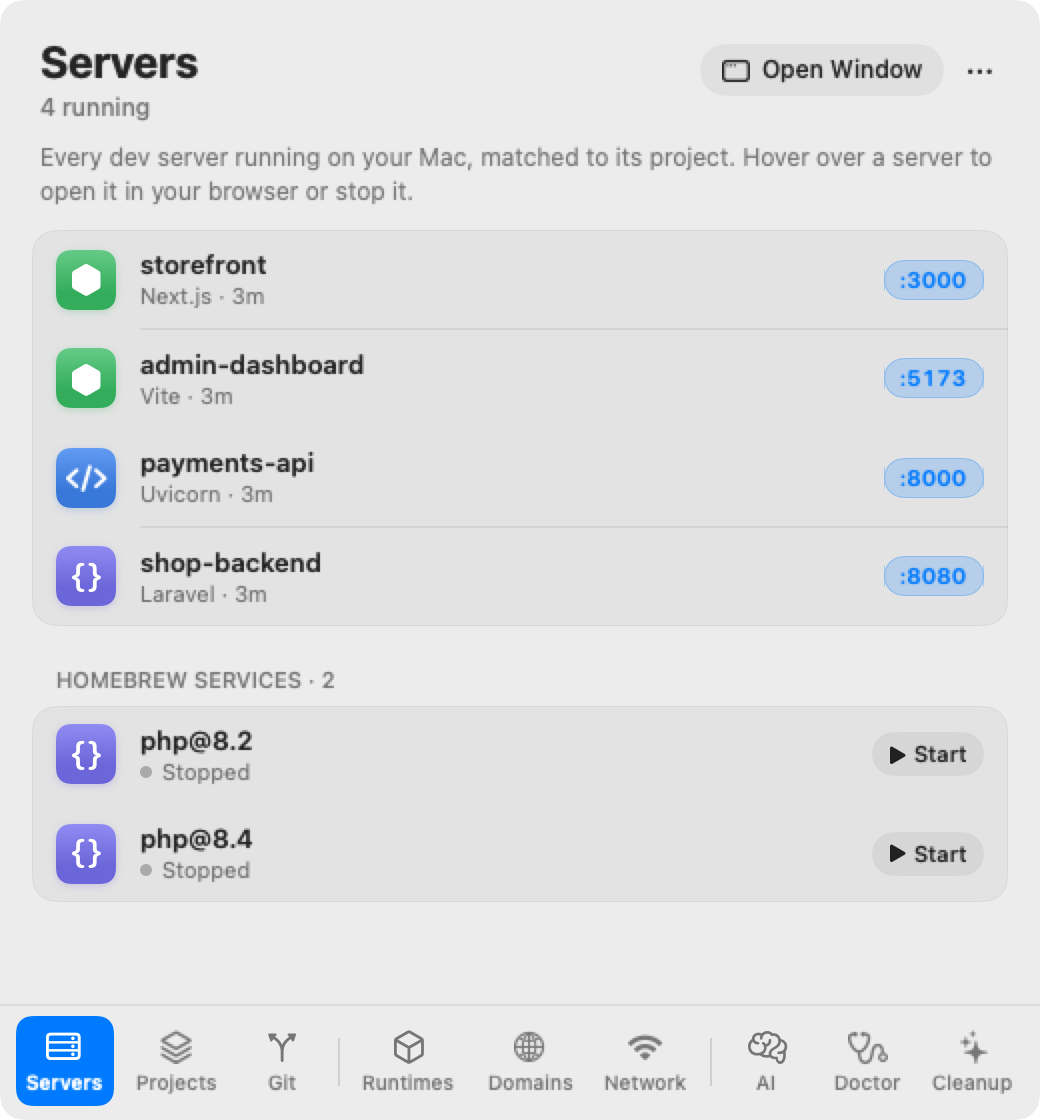 Servers
Open Window
4 running
Every dev server running on your Mac, matched to its project. Hover over a server to
open it in your browser or stop it.
storefront
Next.js · 3m
:3000
admin-dashboard
Vite · 3m
:5173
payments-api
Uvicorn · 3m
:8000
shop-backend
Laravel · 3m
:8080
HOMEBREW SERVICES · 2
php@8.2
Stopped
Start
php@8.4
Stopped
Start
Servers
Projects
Git
Runtimes
Domains
Network
AI
Doctor
Cleanup